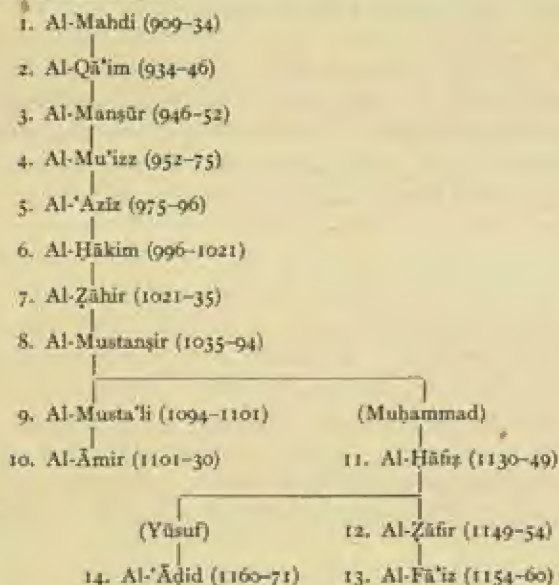 1. Al-Mahdi (909–34)
2. Al-Qā'im (934–46)
3. Al-Manṣūr (946–52)
4. Al-Mu'izz (952–75)
5. Al-'Azīz (975–96)
6. Al-Ḥākim (996–1021)
7. Al-Ẓāhir (1021–35)
8. Al-Mustanṣir (1035–94)
9. Al-Musta'li (1094–1101) (Muḥammad)
10. Al-Āmir (1101–30) 11. Al-Ḥāfiẓ (1130–49)
(Yūsuf) 12. Al-Ẓāfir (1149–54)
14. Al-'Āḍid (1160–71) 13. Al-Fā'iz (1154–60)